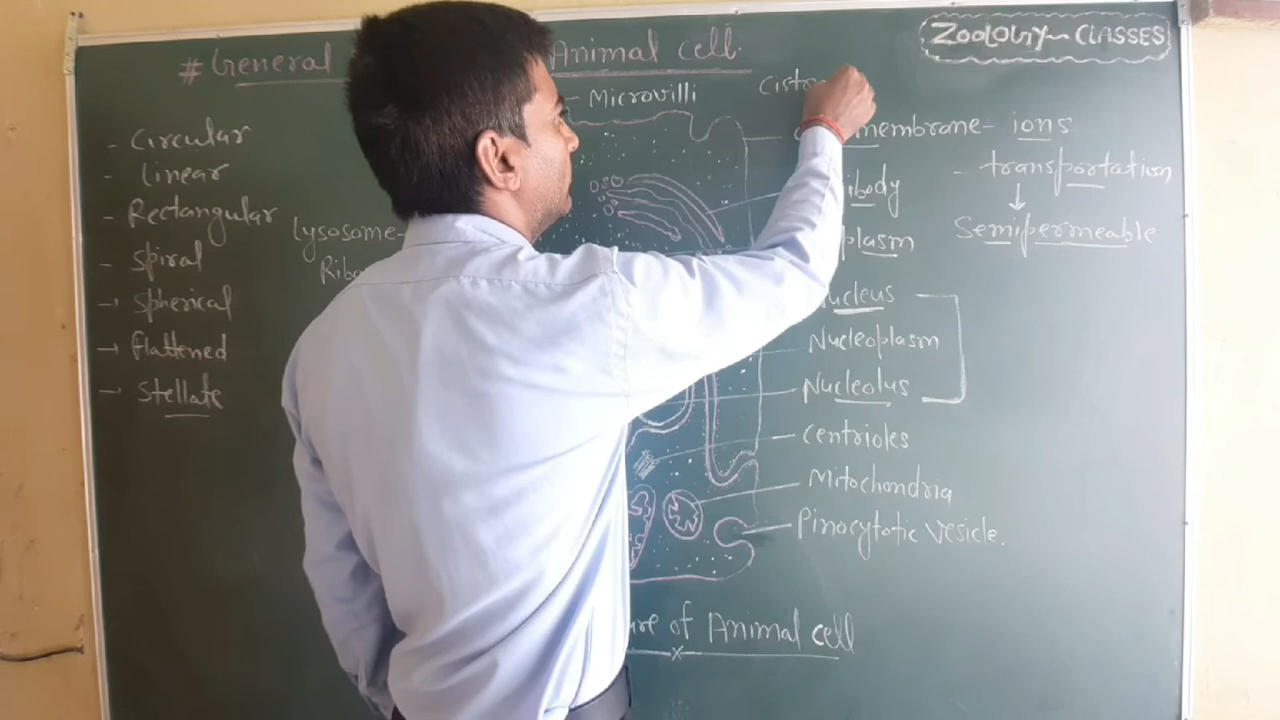 # General Animal cell.
ZOOLOGY CLASSES
- Microvilli
membrane - ions
- transportation
Semipermeable
- Circular
- linear
- Rectangular
- Spiral
→ Spherical
→ flattened
→ Stellate
Lysosome-
Nucleus
Nucleoplasm
Nucleolus
Centrioles
Mitochondria
Pinocytotic vesicle.
of Animal cell